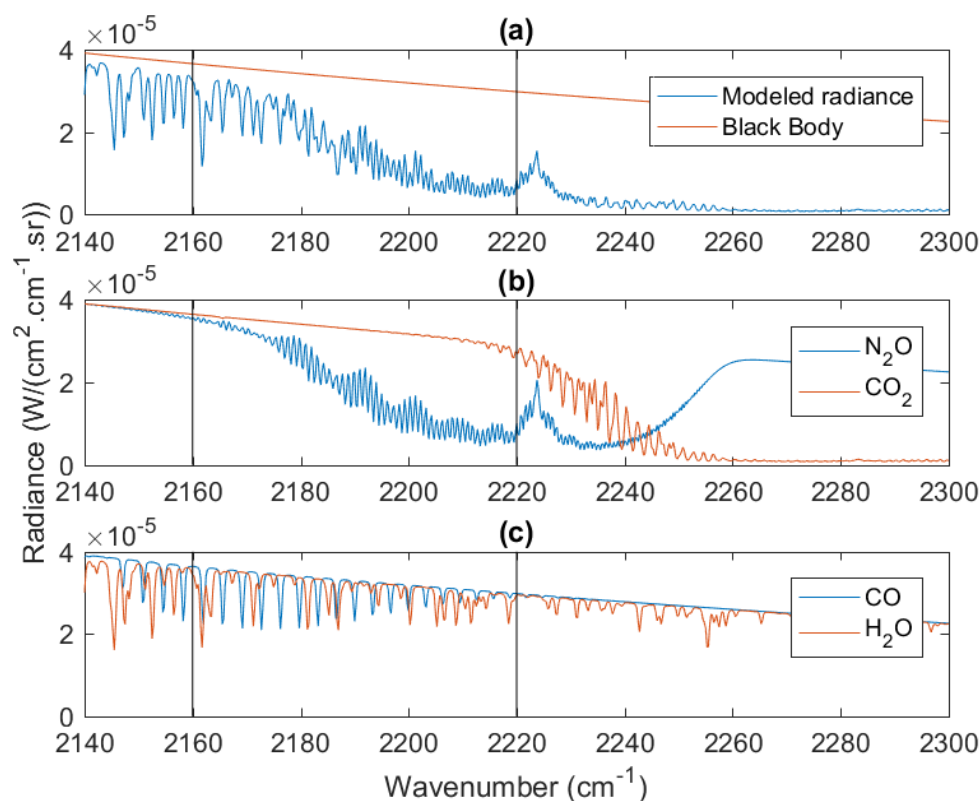 (a)
×10⁻⁵
4
2
0
Modeled radiance
Black Body
2140 2160 2180 2200 2220 2240 2260 2280 2300
(b)
×10⁻⁵
4
2
0
N₂O
CO₂
2140 2160 2180 2200 2220 2240 2260 2280 2300
(c)
×10⁻⁵
4
2
0
CO
H₂O
2140 2160 2180 2200 2220 2240 2260 2280 2300
Radiance (W/(cm².cm⁻¹.sr))
Wavenumber (cm⁻¹)